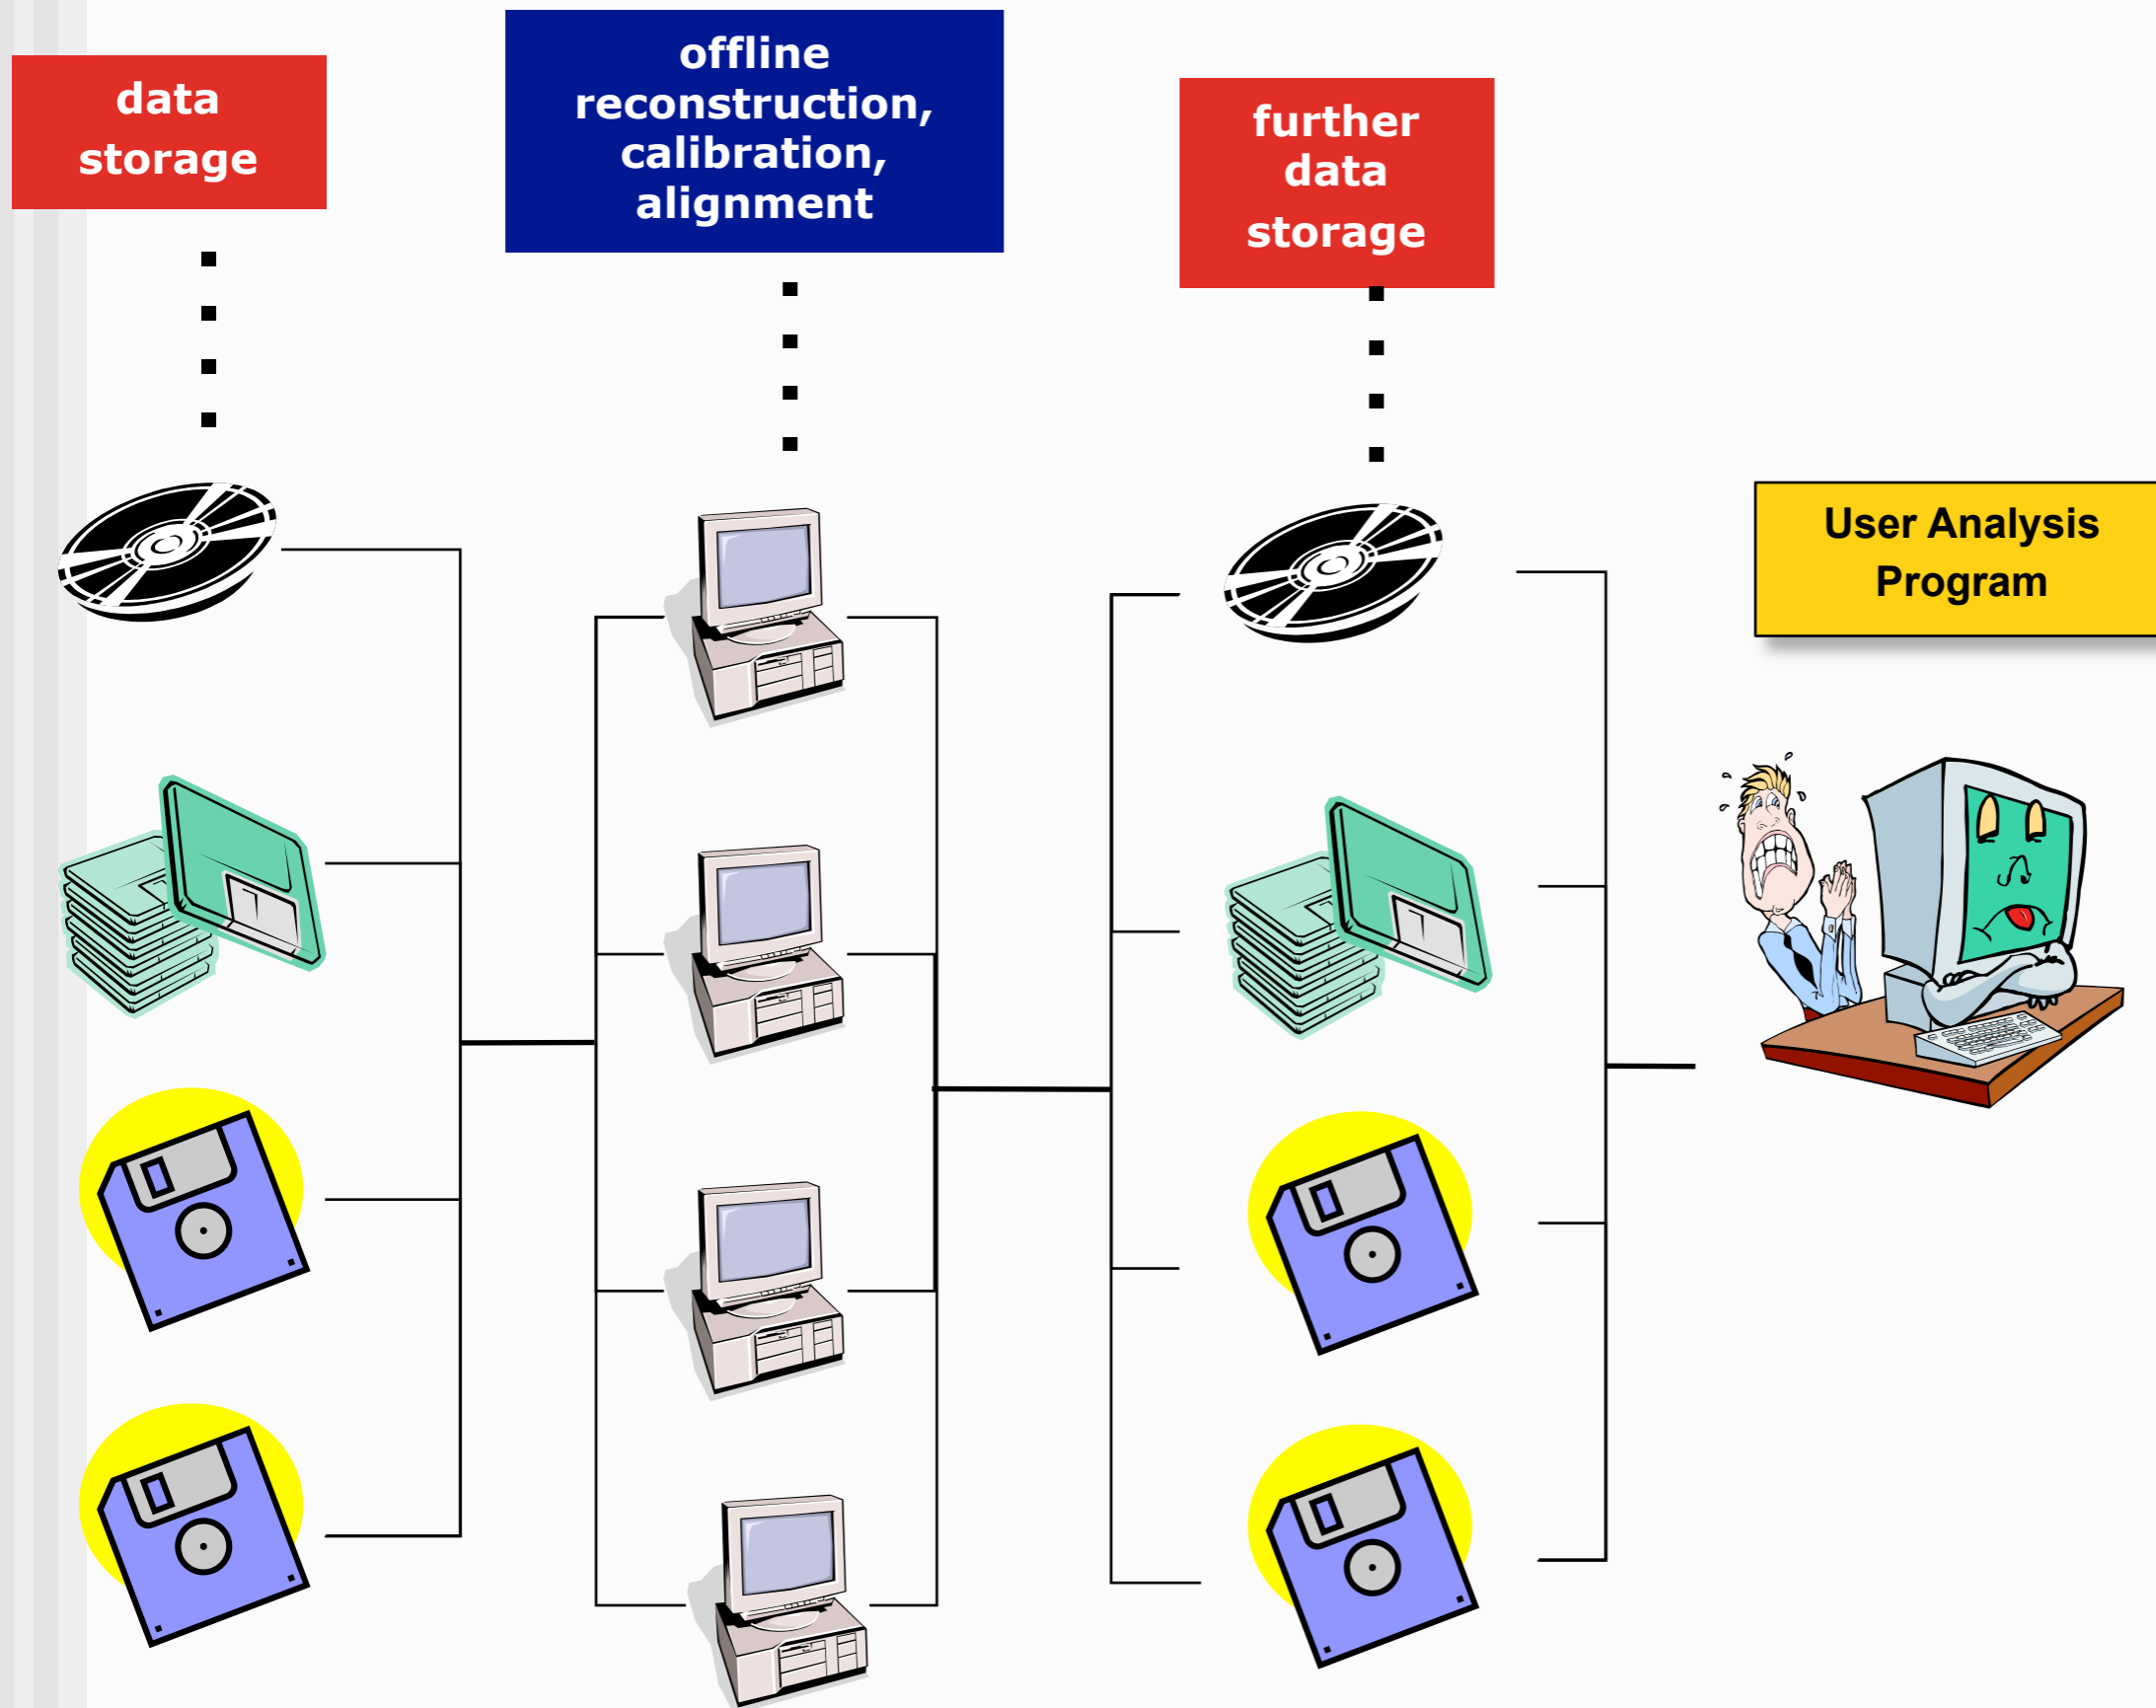 data
storage
offline
reconstruction,
calibration,
alignment
further
data
storage
User Analysis
Program